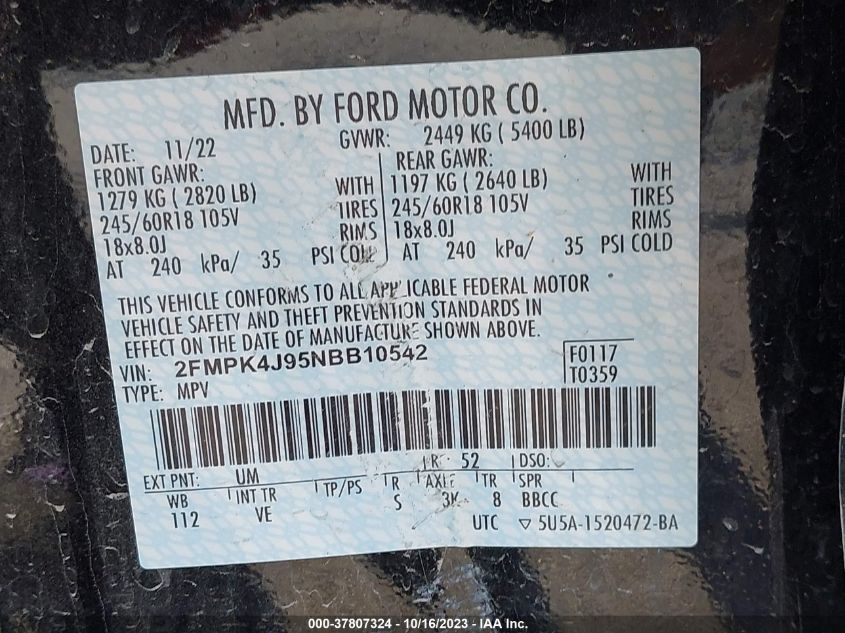 MFD. BY FORD MOTOR CO.
DATE: 11/22 GVWR: 2449 KG ( 5400 LB)
FRONT GAWR: REAR GAWR:
1279 KG ( 2820 LB) WITH 1197 KG ( 2640 LB) WITH
245/60R18 105V TIRES 245/60R18 105V TIRES
18x8.0J RIMS 18x8.0J RIMS
AT 240 kPa/ 35 PSI COLD AT 240 kPa/ 35 PSI COLD
THIS VEHICLE CONFORMS TO ALL APPLICABLE FEDERAL MOTOR
VEHICLE SAFETY AND THEFT PREVENTION STANDARDS IN
EFFECT ON THE DATE OF MANUFACTURE SHOWN ABOVE.
VIN: 2FMPK4J95NBB10542 F0117
TYPE: MPV T0359
EXT PNT: UM 52 DSO:
WB INT TR TP/PS R AXLE TR SPR
112 VE S 3K 8 BBCC
UTC ▽ 5U5A-1520472-BA
000-37807324 - 10/16/2023 - © IAA Inc.